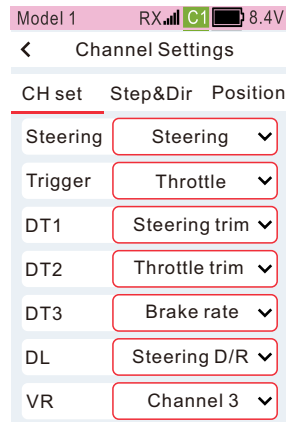 Model 1 RX C1 8.4V
Channel Settings
CH set Step&Dir Position
Steering Steering
Trigger Throttle
DT1 Steering trim
DT2 Throttle trim
DT3 Brake rate
DL Steering D/R
VR Channel 3